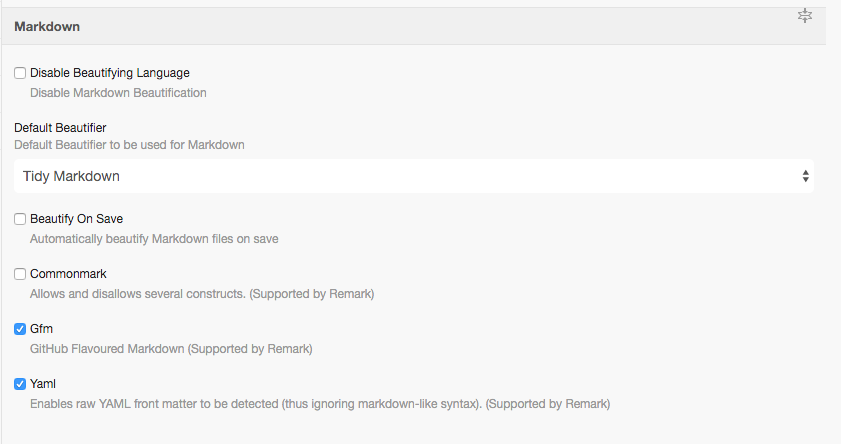 Markdown
Disable Beautifying Language
Disable Markdown Beautification
Default Beautifier
Default Beautifier to be used for Markdown
Tidy Markdown
Beautify On Save
Automatically beautify Markdown files on save
Commonmark
Allows and disallows several constructs. (Supported by Remark)
Gfm
GitHub Flavoured Markdown (Supported by Remark)
Yaml
Enables raw YAML front matter to be detected (thus ignoring markdown-like syntax). (Supported by Remark)